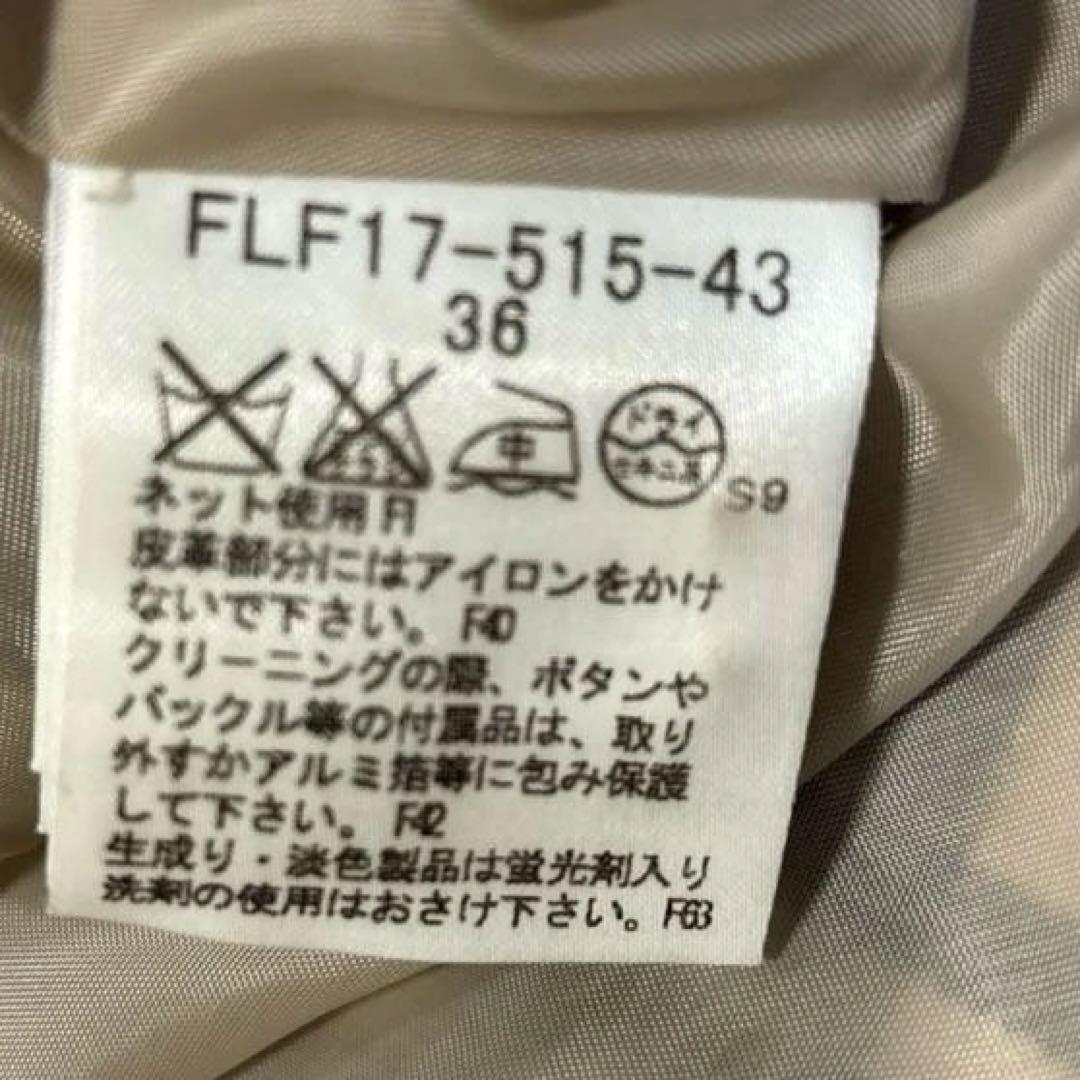 FLF17-515-43
36
中
ドライ
セキユ系
S9
ネット使用 R
皮革部分にはアイロンをかけ
ないで下さい。 F40
クリーニングの際、ボタンや
バックル等の付属品は、取り
外すかアルミ箔等に包み保護
して下さい。 F42
生成り・淡色製品は蛍光剤入り
洗剤の使用はおさけ下さい。F63